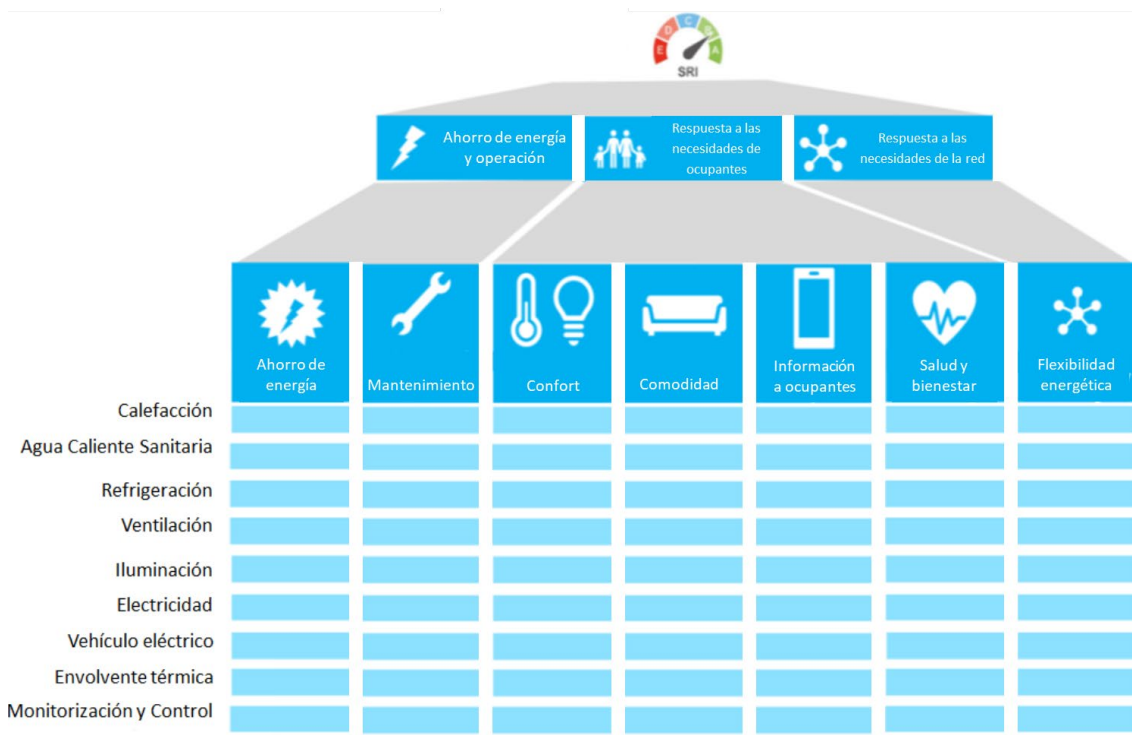 E D C B A
SRI
Ahorro de energía
y operación
Respuesta a las
necesidades de
ocupantes
Respuesta a las
necesidades de la red
Ahorro de
energía
Mantenimiento
Confort
Comodidad
Información
a ocupantes
Salud y
bienestar
Flexibilidad
energética
Calefacción
Agua Caliente Sanitaria
Refrigeración
Ventilación
Iluminación
Electricidad
Vehículo eléctrico
Envolvente térmica
Monitorización y Control